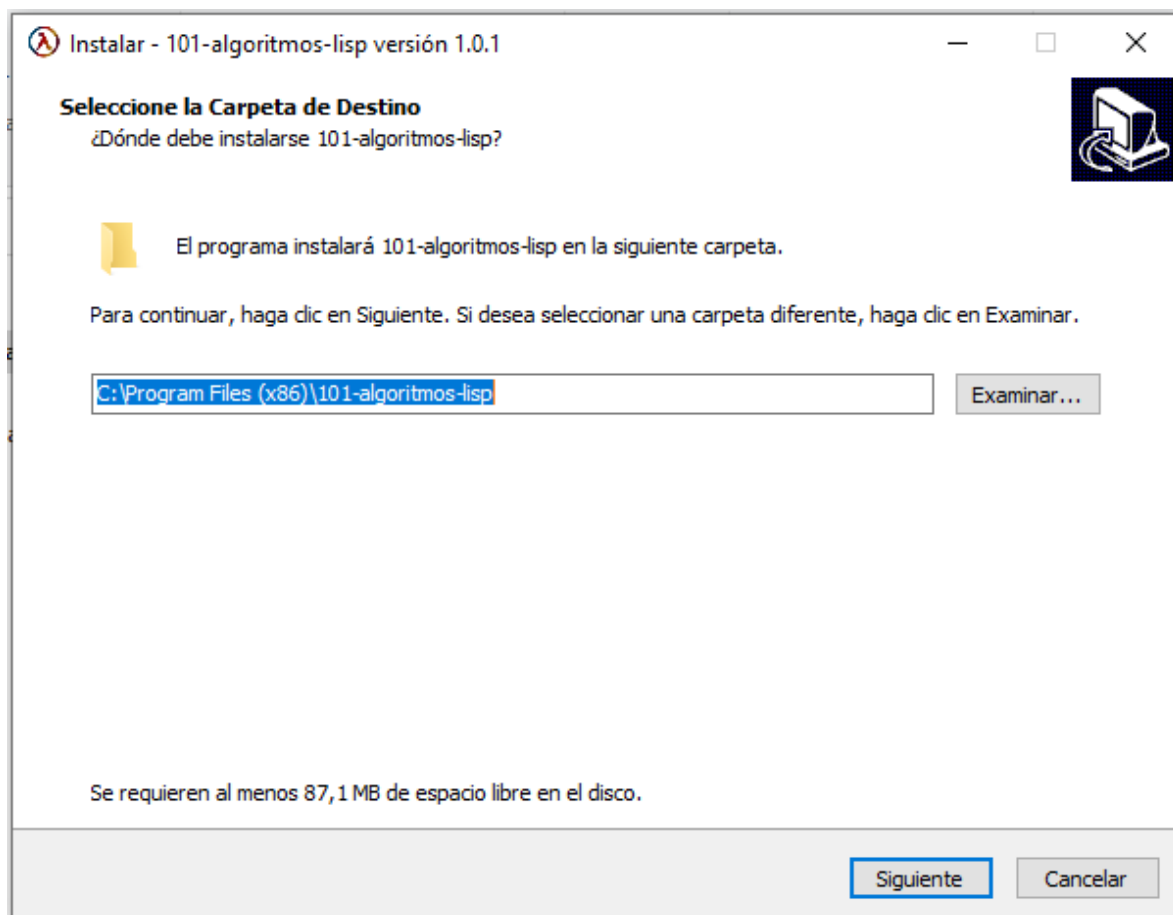 Instalar - 101-algoritmos-lisp versión 1.0.1
Seleccione la Carpeta de Destino
¿Dónde debe instalarse 101-algoritmos-lisp?
El programa instalará 101-algoritmos-lisp en la siguiente carpeta.
Para continuar, haga clic en Siguiente. Si desea seleccionar una carpeta diferente, haga clic en Examinar.
C:\Program Files (x86)\101-algoritmos-lisp
Examinar...
Se requieren al menos 87,1 MB de espacio libre en el disco.
Siguiente
Cancelar